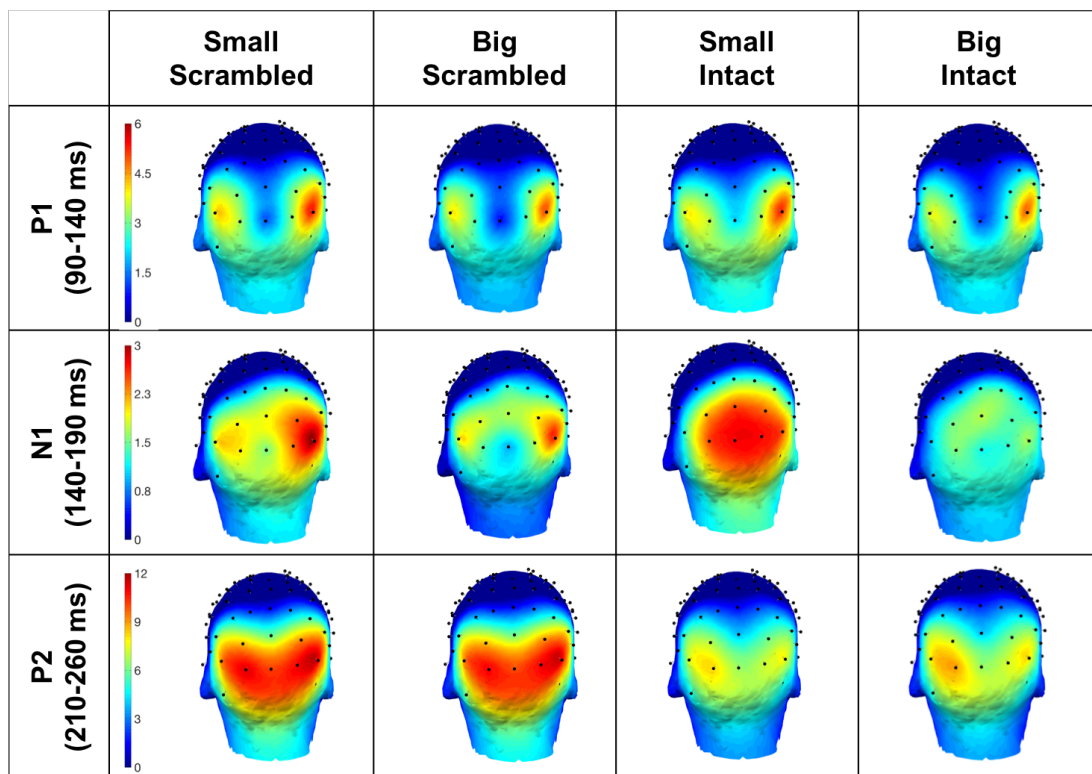 Small
Scrambled
Big
Scrambled
Small
Intact
Big
Intact
P1
(90-140 ms)
6
4.5
3
1.5
0
N1
(140-190 ms)
3
2.3
1.5
0.8
0
P2
(210-260 ms)
12
9
6
3
0